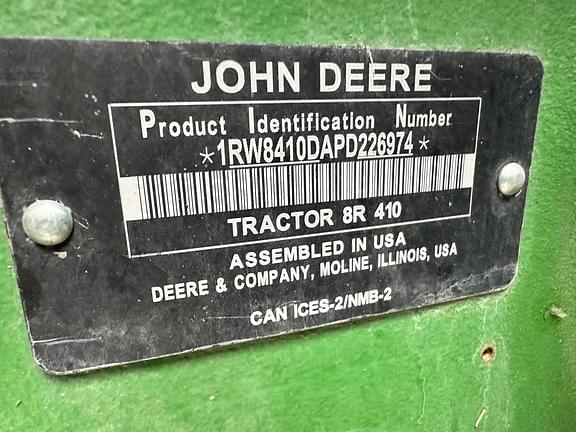 JOHN DEERE
Product Identification Number
*1RW8410DAPD226974*
TRACTOR 8R 410
ASSEMBLED IN USA
DEERE & COMPANY, MOLINE, ILLINOIS, USA
CAN ICES-2/NMB-2